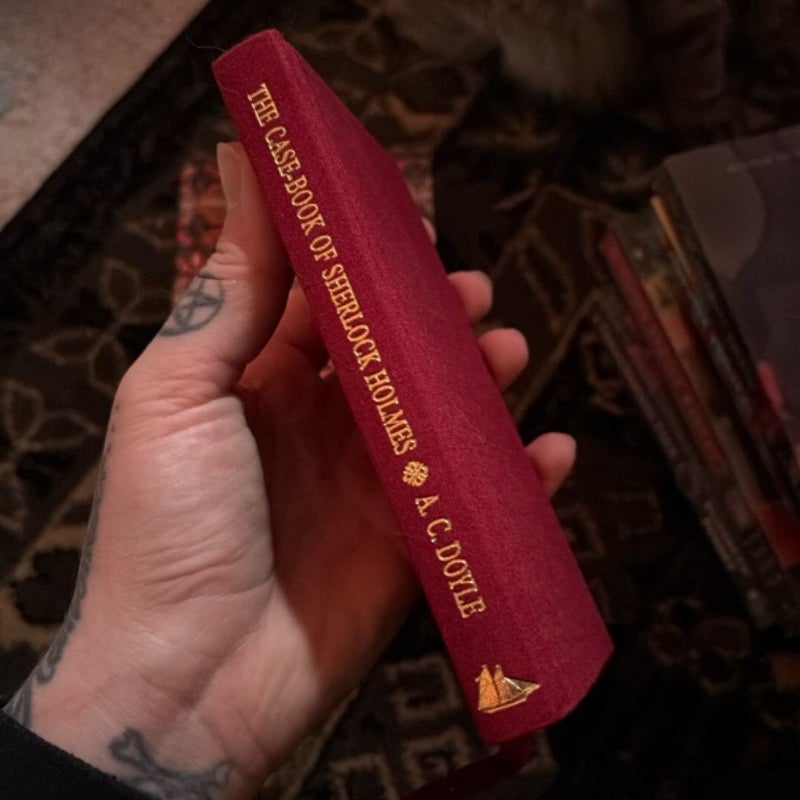 THE CASE-BOOK OF SHERLOCK HOLMES A. C. DOYLE